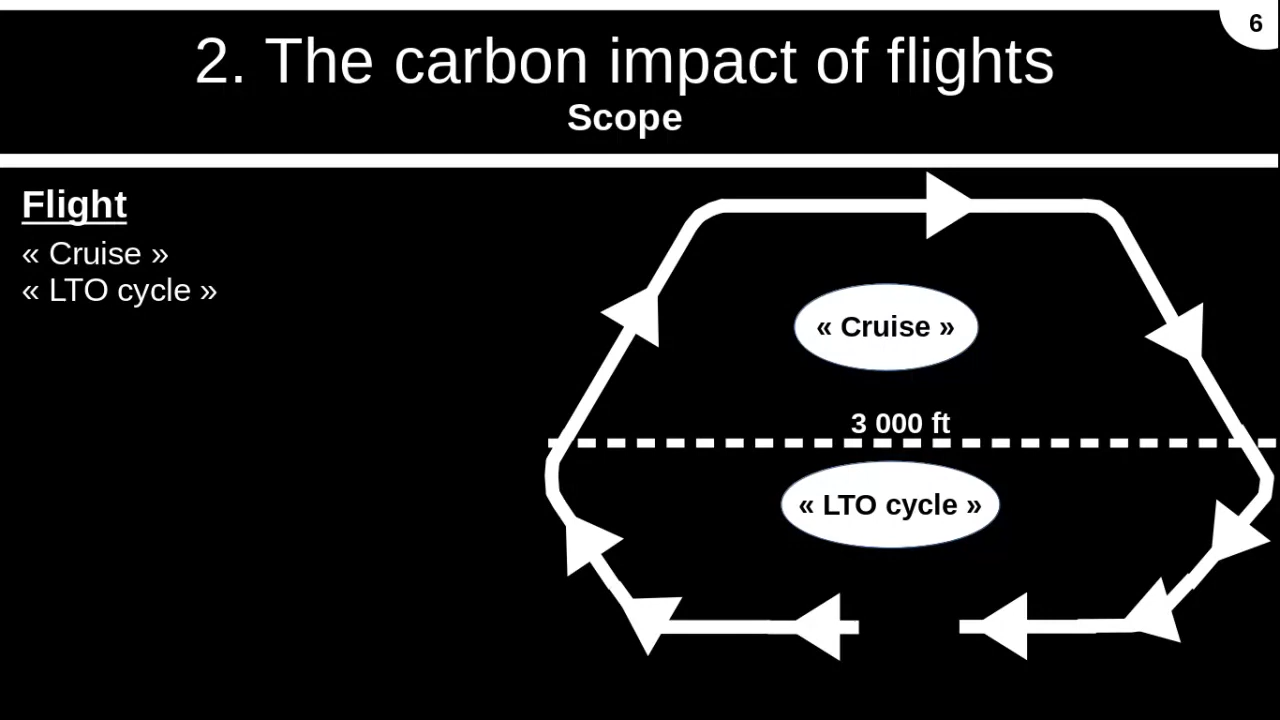 6
2. The carbon impact of flights
Scope
Flight
« Cruise »
« LTO cycle »
« Cruise »
3 000 ft
« LTO cycle »